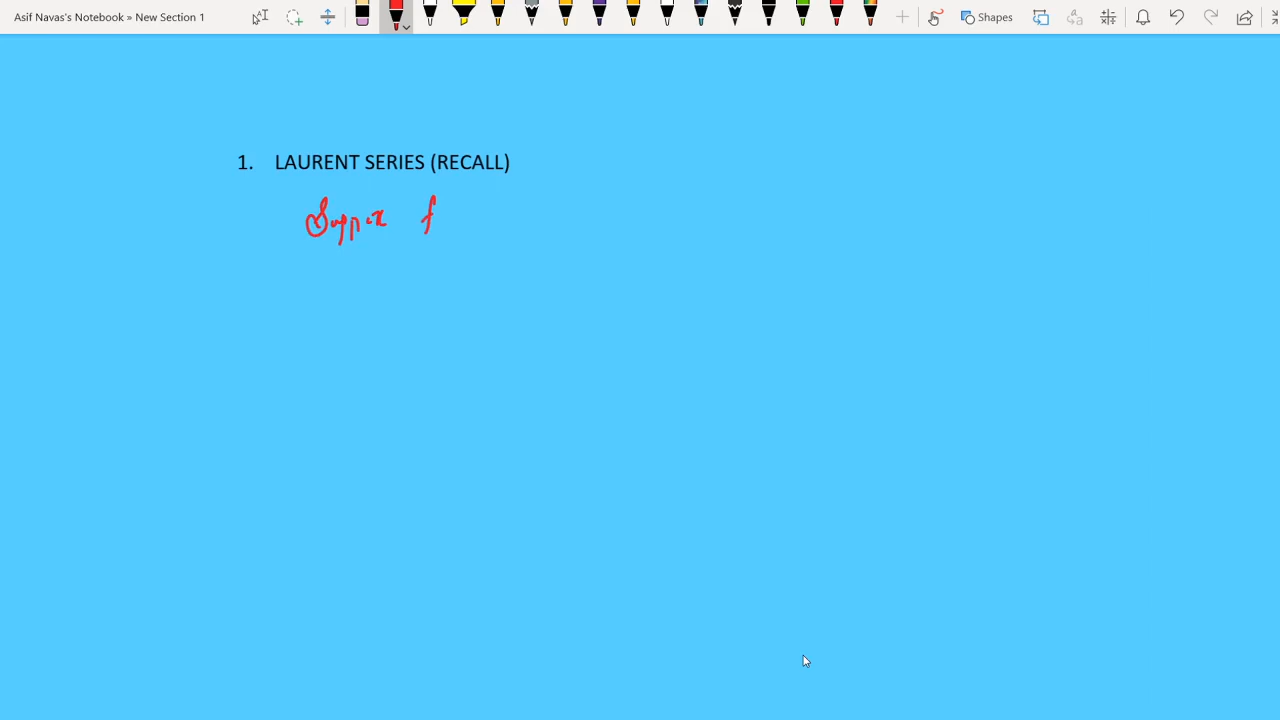 Asif Navas's Notebook » New Section 1
Shapes
1. LAURENT SERIES (RECALL)
Suppose f